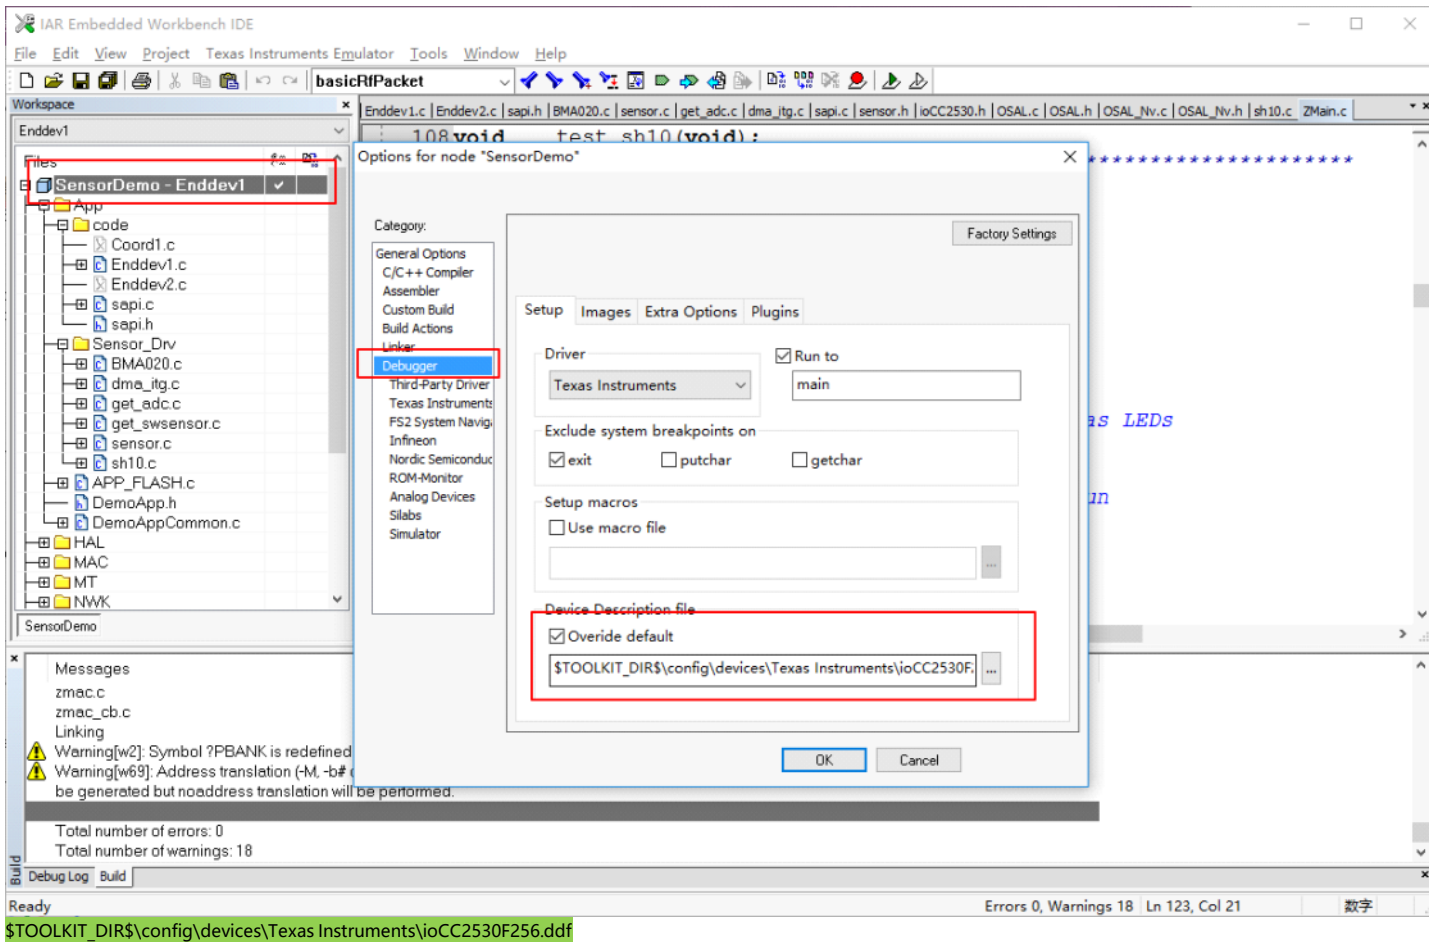 IAR Embedded Workbench IDE
File Edit View Project Texas Instruments Emulator Tools Window Help
basicRfPacket
Workspace
Enddev1.c | Enddev2.c | sapi.h | BMA020.c | sensor.c | get_adc.c | dma_itg.c | sapi.c | sensor.h | ioCC2530.h | OSAL.c | OSAL.h | OSAL_Nv.c | OSAL_Nv.h | sh10.c ZMain.c
Enddev1
108 void test_sh10(void);
Files
*********************
SensorDemo - Enddev1
App
code
Coord1.c
Enddev1.c
Enddev2.c
sapi.c
sapi.h
Sensor_Drv
BMA020.c
dma_itg.c
get_adc.c
get_swsensor.c
sensor.c
sh10.c
APP_FLASH.c
DemoApp.h
DemoAppCommon.c
HAL
MAC
MT
NWK
SensorDemo
Options for node "SensorDemo"
Category:
General Options
C/C++ Compiler
Assembler
Custom Build
Build Actions
Linker
Debugger
Third-Party Driver
Texas Instruments
FS2 System Navig
Infineon
Nordic Semiconduc
ROM-Monitor
Analog Devices
Silabs
Simulator
Factory Settings
Setup Images Extra Options Plugins
Driver
Texas Instruments
Run to
main
Exclude system breakpoints on
exit putchar getchar
Setup macros
Use macro file
...
Device Description file
Overide default
$TOOLKIT_DIR$\config\devices\Texas Instruments\ioCC2530F
...
OK Cancel
as LEDs
un
Messages
zmac.c
zmac_cb.c
Linking
Warning[w2]: Symbol ?PBANK is redefined
Warning[w69]: Address translation (-M, -b#
be generated but noaddress translation will be performed.
Total number of errors: 0
Total number of warnings: 18
Build
Debug Log Build
Ready
Errors 0, Warnings 18 Ln 123, Col 21 数字
$TOOLKIT_DIR$\config\devices\Texas Instruments\ioCC2530F256.ddf